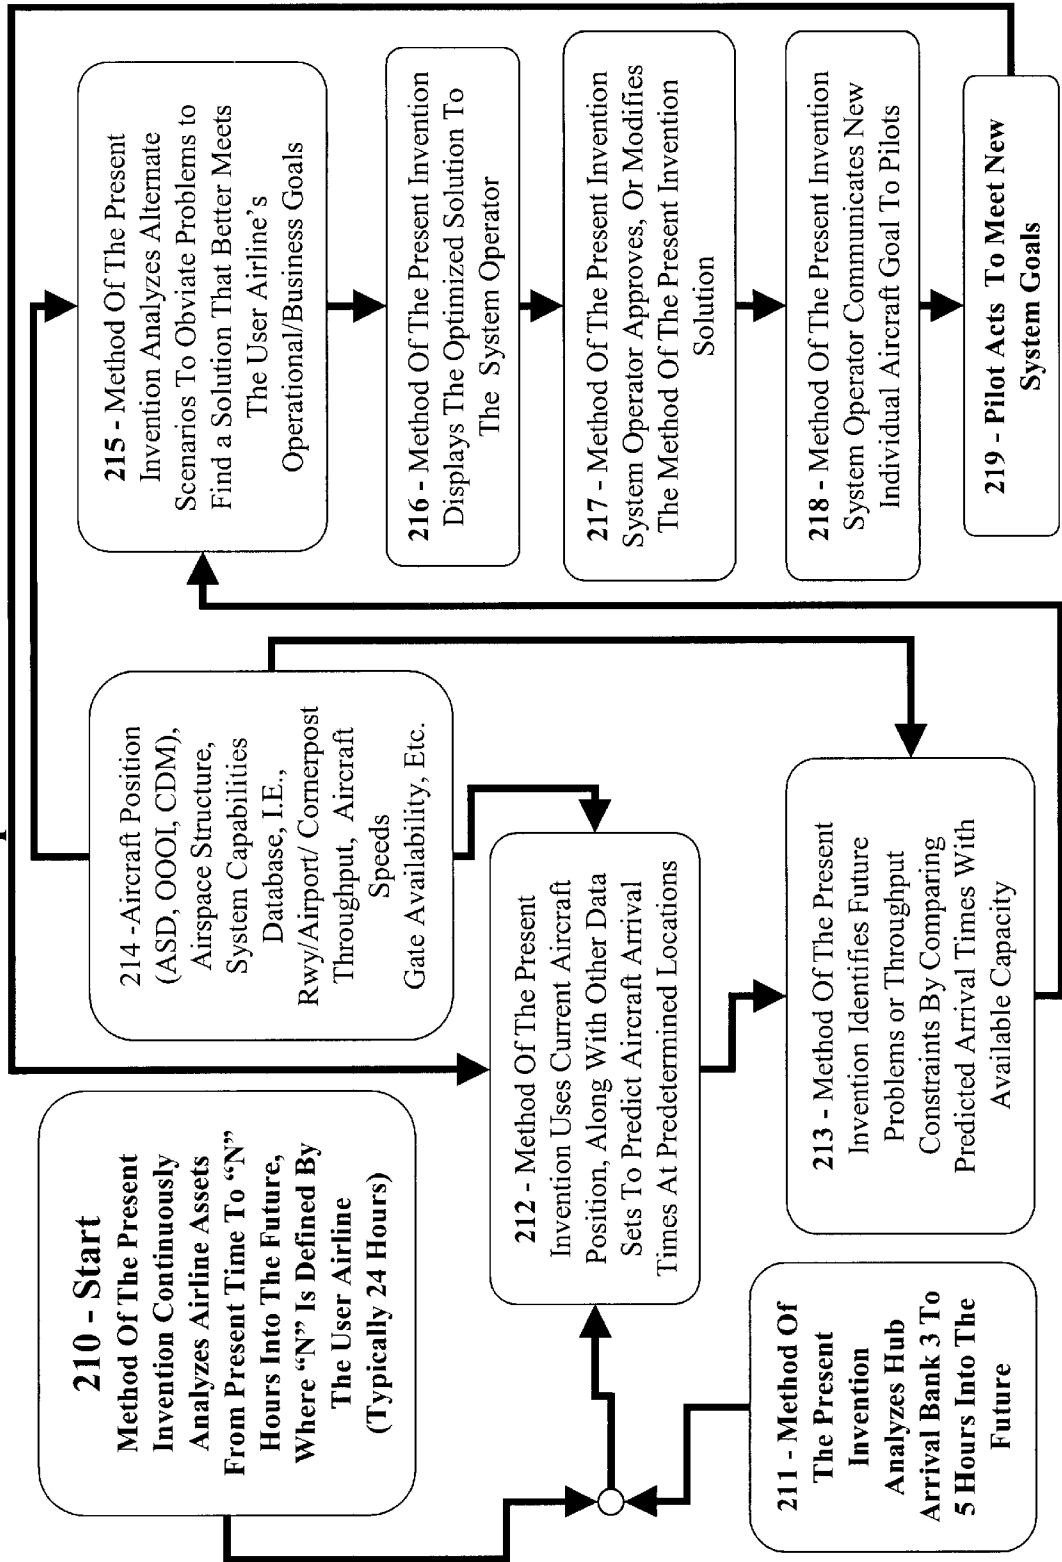 210 - Start
Method Of The Present
Invention Continuously
Analyzes Airline Assets
From Present Time To “N”
Hours Into The Future,
Where “N” Is Defined By
The User Airline
(Typically 24 Hours)
211 - Method Of
The Present
Invention
Analyzes Hub
Arrival Bank 3 To
5 Hours Into The
Future
214 -Aircraft Position
(ASD, OOOI, CDM),
Airspace Structure,
System Capabilities
Database, I.E.,
Rwy/Airport/ Cornerpost
Throughput, Aircraft
Speeds
Gate Availability, Etc.
212 - Method Of The Present
Invention Uses Current Aircraft
Position, Along With Other Data
Sets To Predict Aircraft Arrival
Times At Predetermined Locations
213 - Method Of The Present
Invention Identifies Future
Problems or Throughput
Constraints By Comparing
Predicted Arrival Times With
Available Capacity
215 - Method Of The Present
Invention Analyzes Alternate
Scenarios To Obviate Problems to
Find a Solution That Better Meets
The User Airline’s
Operational/Business Goals
216 - Method Of The Present Invention
Displays The Optimized Solution To
The System Operator
217 - Method Of The Present Invention
System Operator Approves, Or Modifies
The Method Of The Present Invention
Solution
218 - Method Of The Present Invention
System Operator Communicates New
Individual Aircraft Goal To Pilots
219 - Pilot Acts To Meet New
System Goals